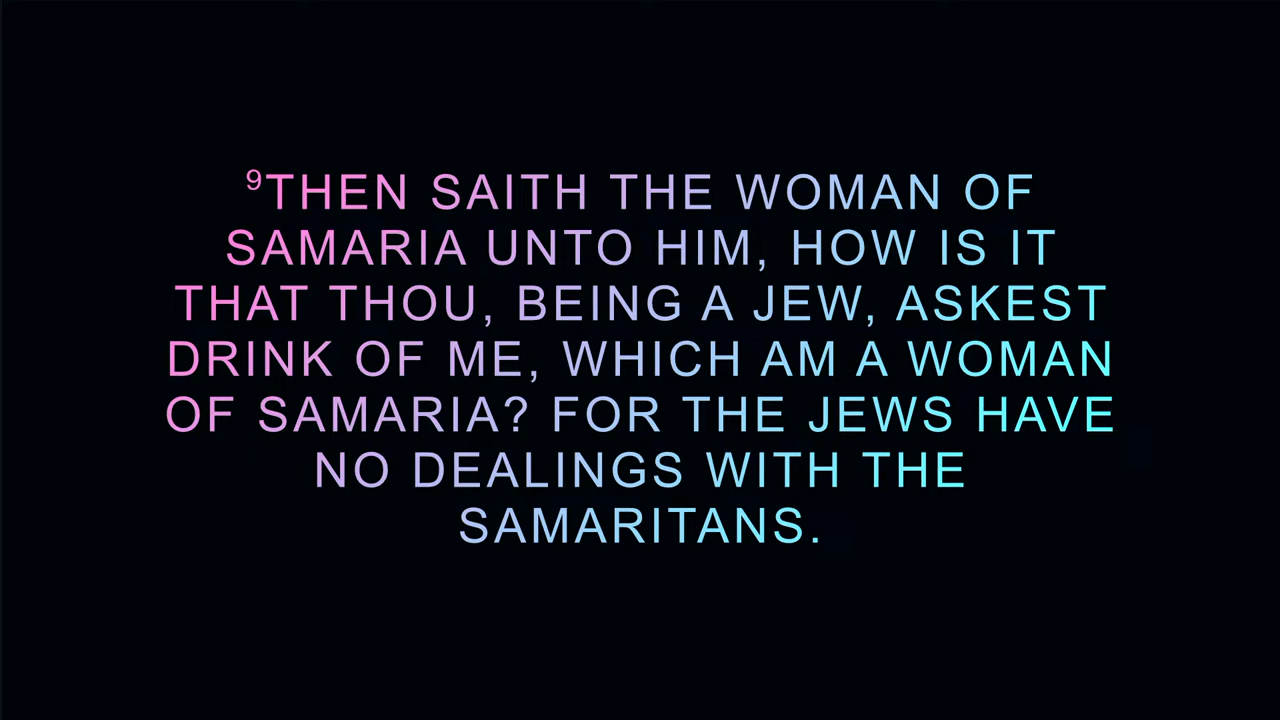 ⁹THEN SAITH THE WOMAN OF
SAMARIA UNTO HIM, HOW IS IT
THAT THOU, BEING A JEW, ASKEST
DRINK OF ME, WHICH AM A WOMAN
OF SAMARIA? FOR THE JEWS HAVE
NO DEALINGS WITH THE
SAMARITANS.